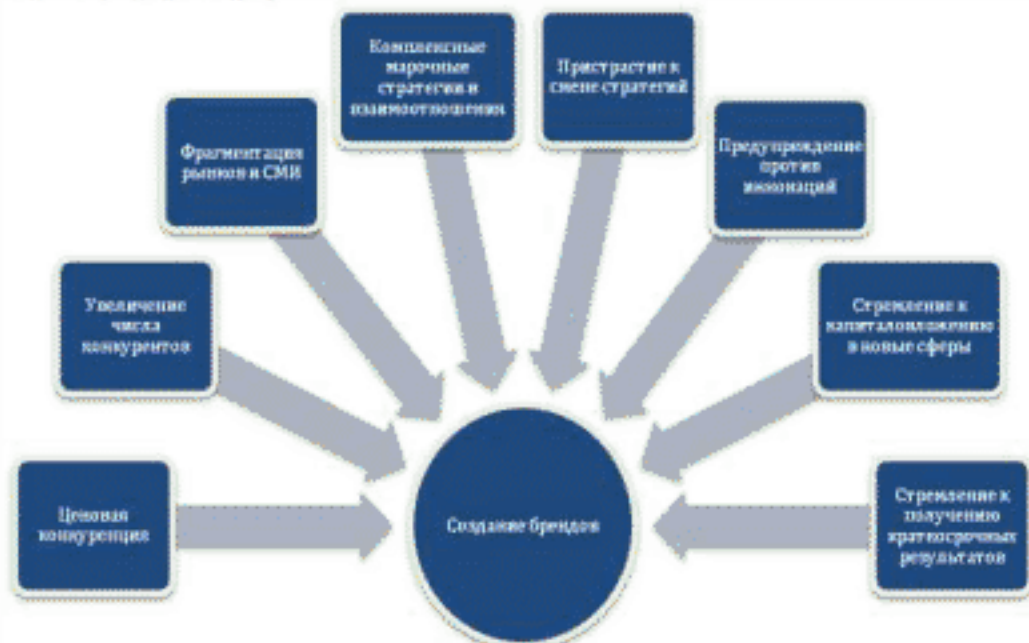 Ценовая
конкуренция
Увеличение
числа
конкурентов
Фрагментация
рынков и СМИ
Комплексные
марочные
стратегии и
взаимоотношения
Пристрастие к
смене стратегий
Предупреждение
против
инноваций
Стремление к
капиталовложению
в новые сферы
Стремление к
получению
краткосрочных
результатов
Создание брендов